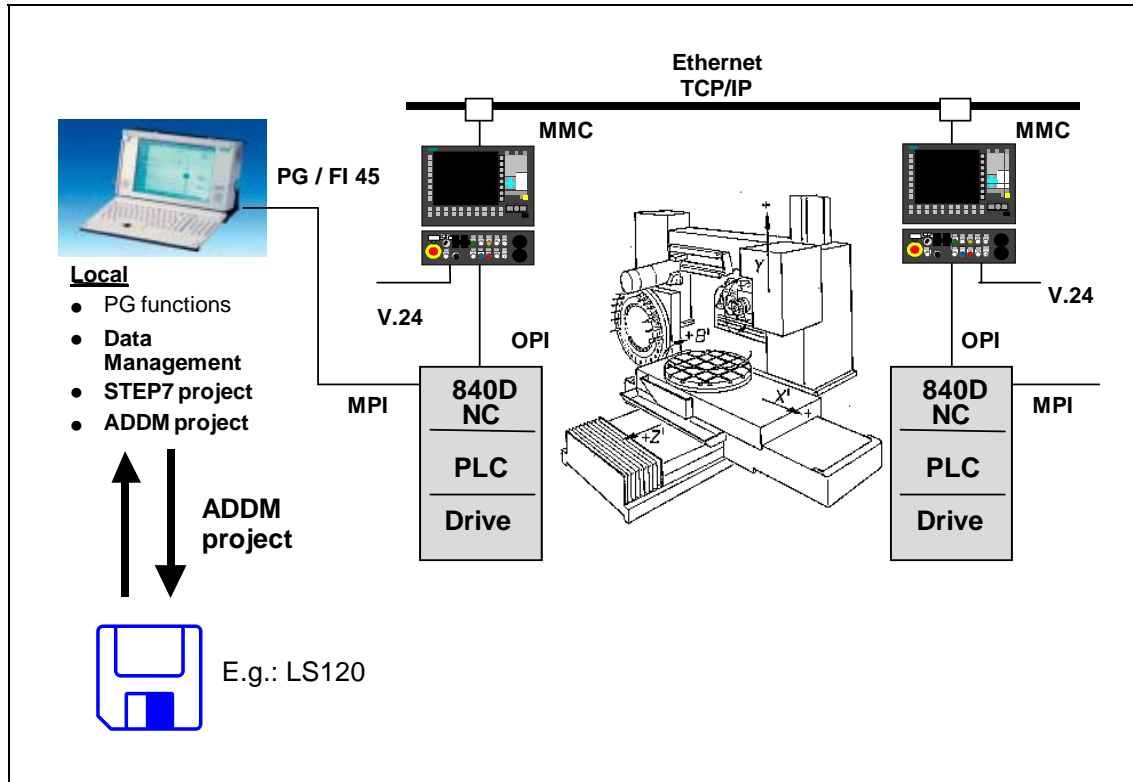 Ethernet
TCP/IP
MMC
MMC
PG / FI 45
Local
● PG functions
● Data
Management
● STEP7 project
● ADDM project
V.24
V.24
OPI
OPI
MPI
MPI
840D
NC
PLC
Drive
840D
NC
PLC
Drive
+
Y
+B'
X'
+
+Z'
ADDM
project
E.g.: LS120